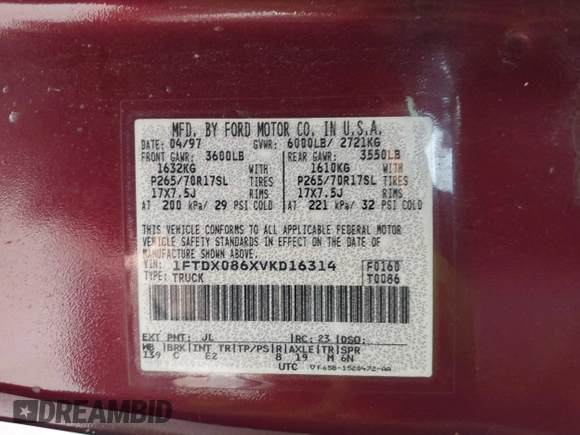 MFD. BY FORD MOTOR CO. IN U.S.A.
DATE: 04/97 GVWR: 6000LB/ 2721KG
FRONT GAWR: 3600LB REAR GAWR: 3550LB
1632KG WITH 1610KG WITH
P265/70R17SL TIRES P265/70R17SL TIRES
17X7.5J RIMS 17X7.5J RIMS
AT 200 kPa/ 29 PSI COLD AT 221 kPa/ 32 PSI COLD
THIS VEHICLE CONFORMS TO ALL APPLICABLE FEDERAL MOTOR
VEHICLE SAFETY STANDARDS IN EFFECT ON THE DATE OF
MANUFACTURE SHOWN ABOVE.
VIN: 1FTDX086XVKD16314 F0160
TYPE: TRUCK T0086
EXT PNT: JL RC: 23 DSO:
WB BRK INT TR TP/PS R AXLE TR SPR
139 C E2 8 19 M 6N
UTC
DREAMBID